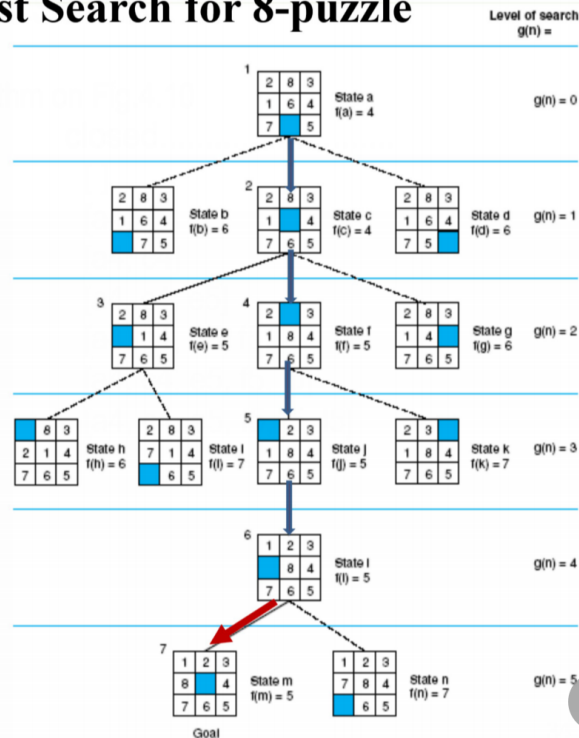 st Search for 8-puzzle
Level of search
g(n) =
1
2 8 3
1 6 4
7 5
State a
f(a) = 4
g(n) = 0
2 8 3
1 6 4
7 5
State b
f(b) = 6
2
2 8 3
1 4
7 6 5
State c
f(c) = 4
2 8 3
1 6 4
7 5
State d
f(d) = 6
g(n) = 1
3
2 8 3
1 4
7 6 5
State e
f(e) = 5
4
2 3
1 8 4
7 6 5
State f
f(f) = 5
2 8 3
1 4
7 6 5
State g
f(g) = 6
g(n) = 2
8 3
2 1 4
7 6 5
State h
f(h) = 6
2 8 3
7 1 4
6 5
State i
f(i) = 7
5
2 3
1 8 4
7 6 5
State j
f(j) = 5
2 3
1 8 4
7 6 5
State k
f(k) = 7
g(n) = 3
6
1 2 3
8 4
7 6 5
State l
f(l) = 5
g(n) = 4
7
1 2 3
8 4
7 6 5
State m
f(m) = 5
Goal
1 2 3
7 8 4
6 5
State n
f(n) = 7
g(n) = 5